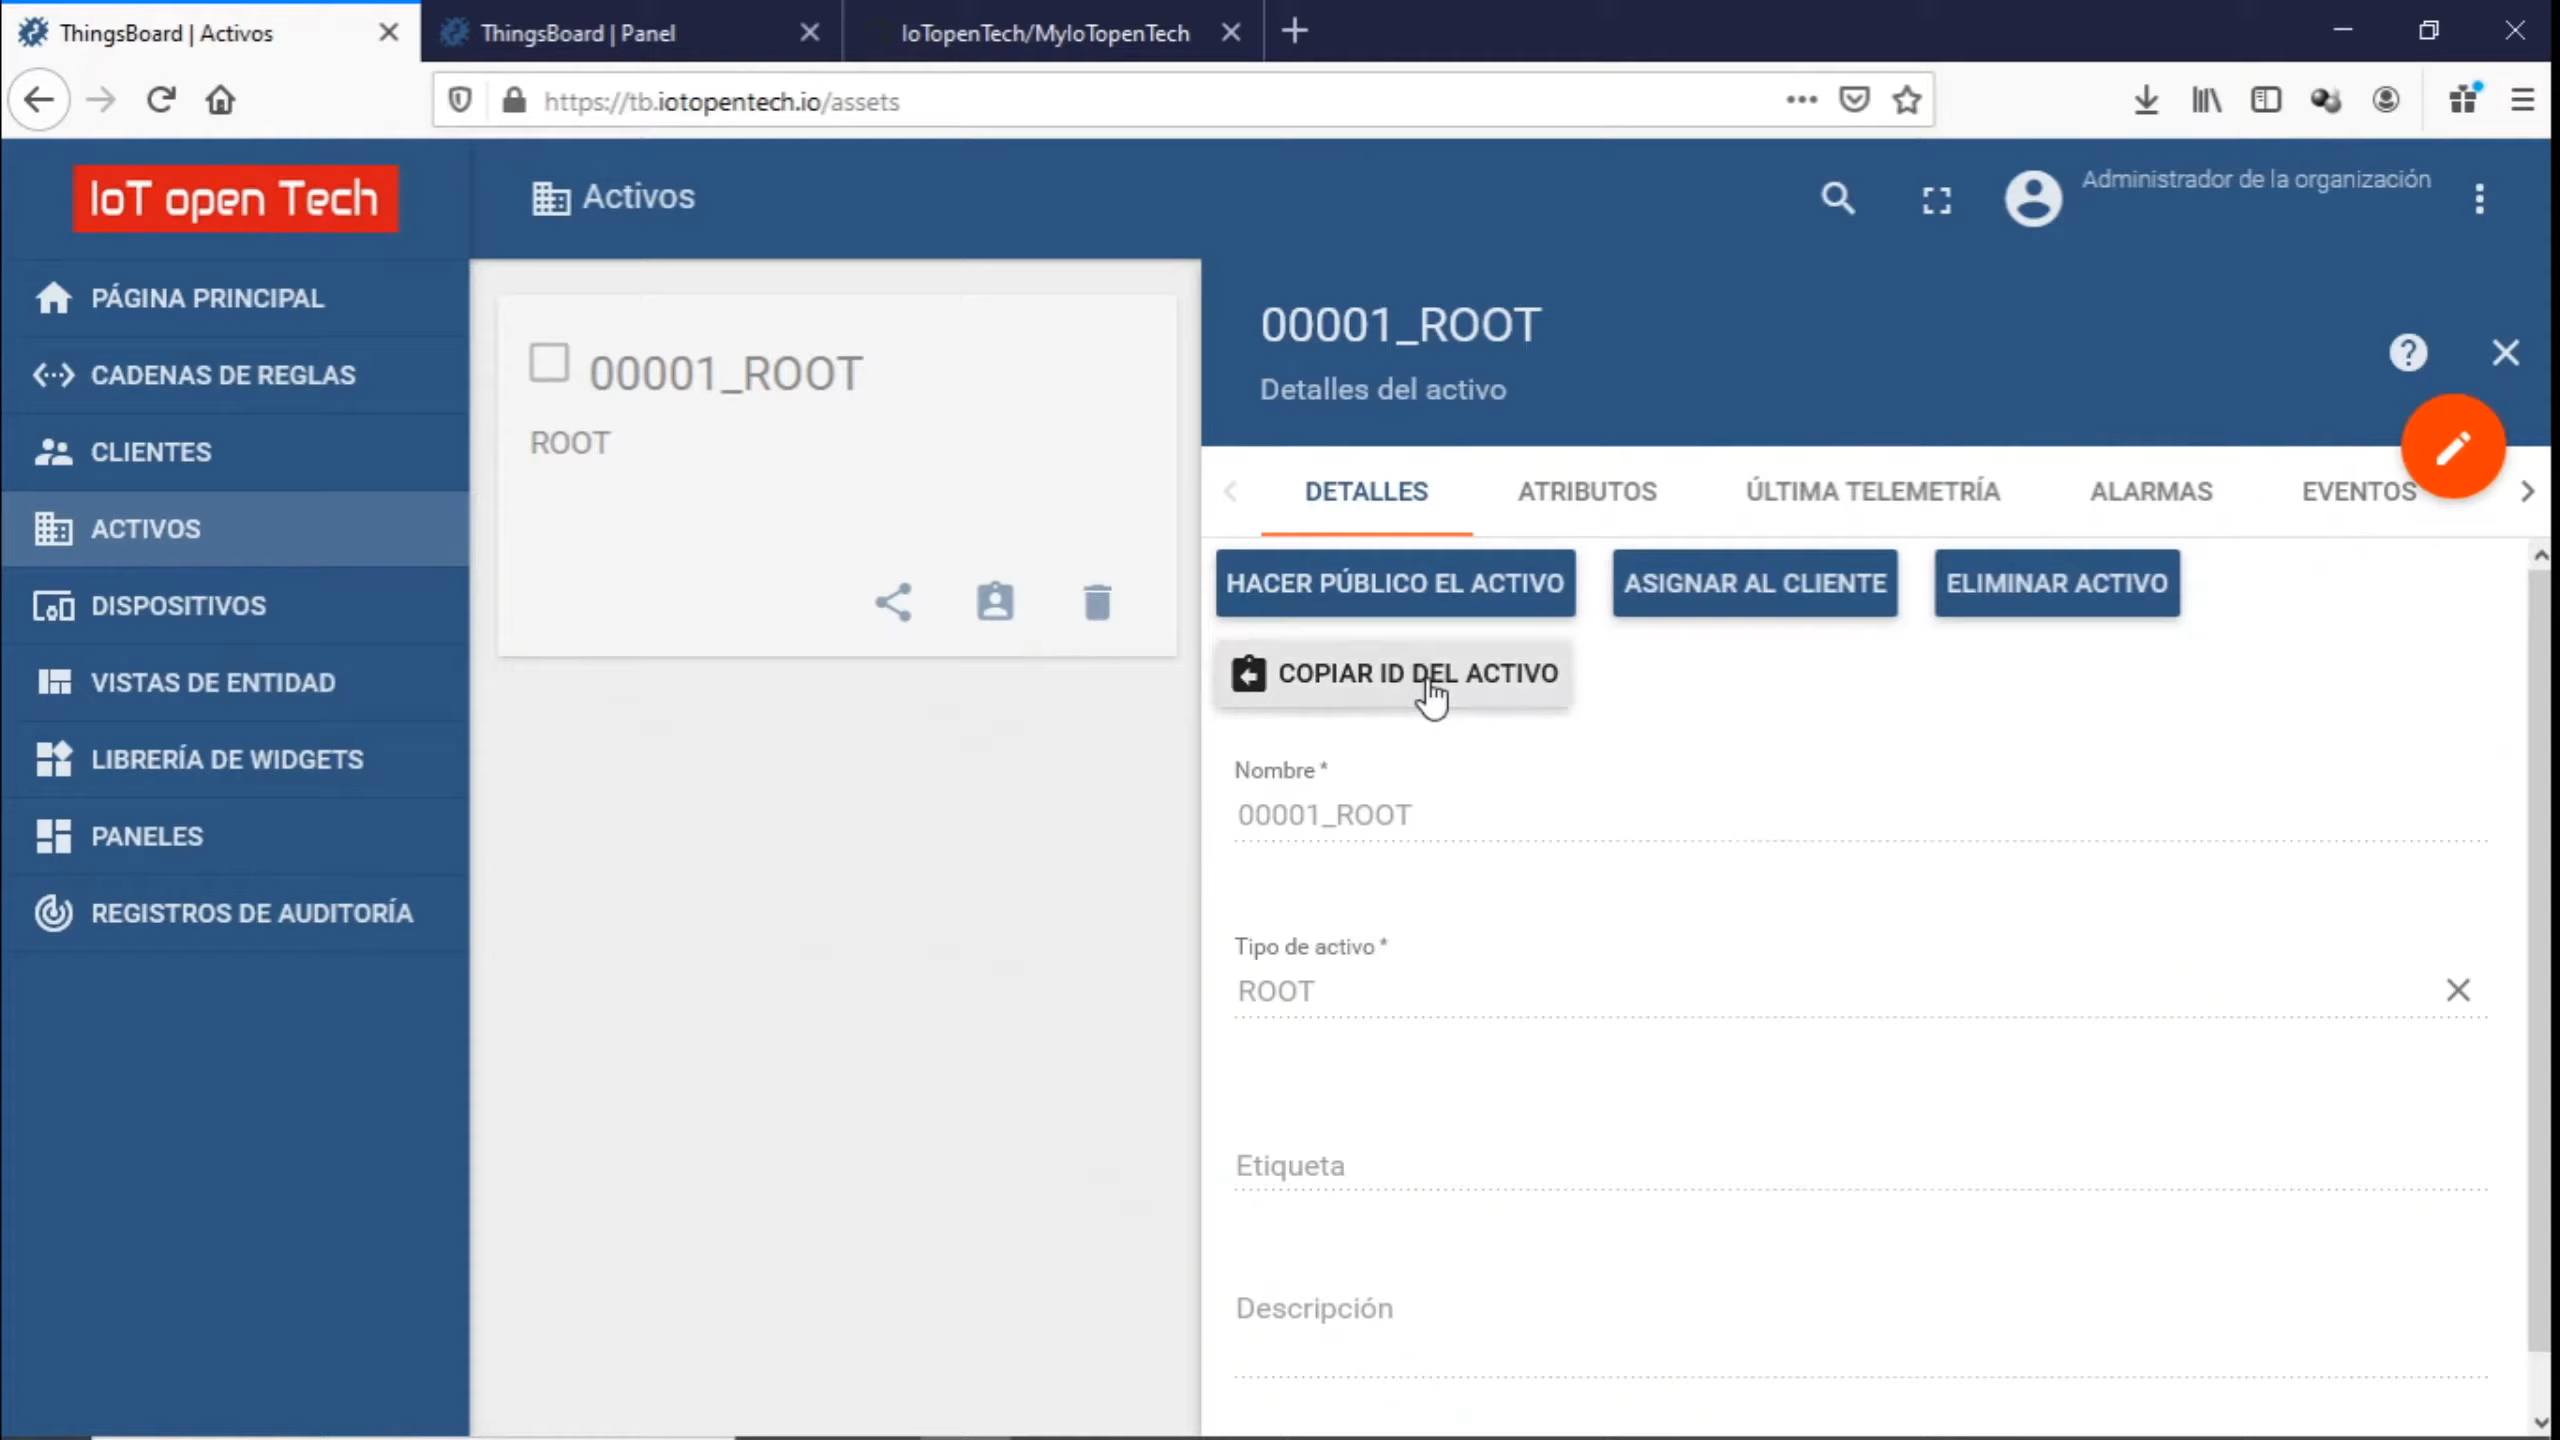 ThingsBoard | Activos
ThingsBoard | Panel
IoTopenTech/MyIoTopenTech
https://tb.iotopentech.io/assets
IoT open Tech
Activos
Administrador de la organización
PÁGINA PRINCIPAL
CADENAS DE REGLAS
CLIENTES
ACTIVOS
DISPOSITIVOS
VISTAS DE ENTIDAD
LIBRERÍA DE WIDGETS
PANELES
REGISTROS DE AUDITORÍA
00001_ROOT
ROOT
00001_ROOT
Detalles del activo
DETALLES
ATRIBUTOS
ÚLTIMA TELEMETRÍA
ALARMAS
EVENTOS
HACER PÚBLICO EL ACTIVO
ASIGNAR AL CLIENTE
ELIMINAR ACTIVO
COPIAR ID DEL ACTIVO
Nombre *
00001_ROOT
Tipo de activo *
ROOT
Etiqueta
Descripción